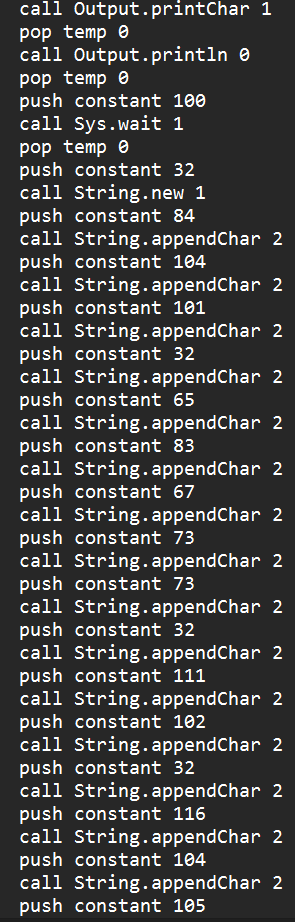 call Output.printChar 1
pop temp 0
call Output.println 0
pop temp 0
push constant 100
call Sys.wait 1
pop temp 0
push constant 32
call String.new 1
push constant 84
call String.appendChar 2
push constant 104
call String.appendChar 2
push constant 101
call String.appendChar 2
push constant 32
call String.appendChar 2
push constant 65
call String.appendChar 2
push constant 83
call String.appendChar 2
push constant 67
call String.appendChar 2
push constant 73
call String.appendChar 2
push constant 73
call String.appendChar 2
push constant 32
call String.appendChar 2
push constant 111
call String.appendChar 2
push constant 102
call String.appendChar 2
push constant 32
call String.appendChar 2
push constant 116
call String.appendChar 2
push constant 104
call String.appendChar 2
push constant 105